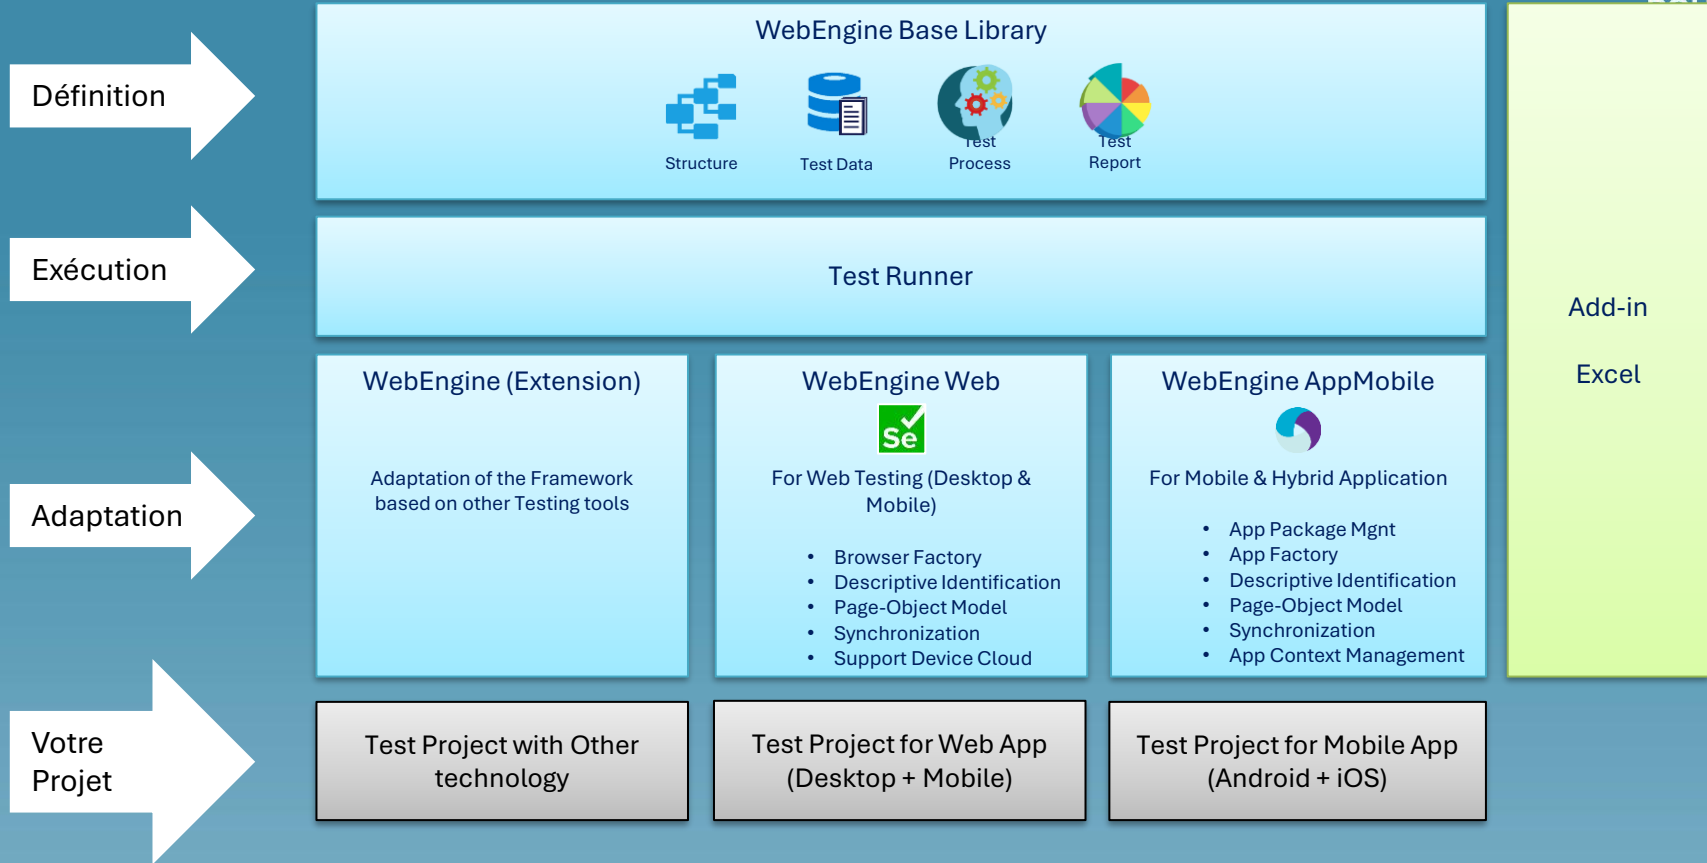 WebEngine Base Library
Définition
Structure
Test Data
Test
Process
Test
Report
Exécution
Test Runner
Add-in
Excel
Adaptation
WebEngine (Extension)
Adaptation of the Framework
based on other Testing tools
WebEngine Web
Se
For Web Testing (Desktop &
Mobile)
• Browser Factory
• Descriptive Identification
• Page-Object Model
• Synchronization
• Support Device Cloud
WebEngine AppMobile
For Mobile & Hybrid Application
• App Package Mgnt
• App Factory
• Descriptive Identification
• Page-Object Model
• Synchronization
• App Context Management
Votre
Projet
Test Project with Other
technology
Test Project for Web App
(Desktop + Mobile)
Test Project for Mobile App
(Android + iOS)